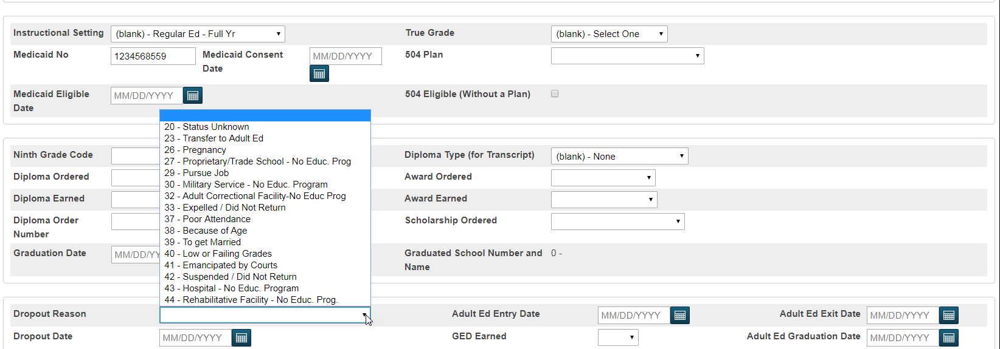 Instructional Setting (blank) - Regular Ed - Full Yr True Grade (blank) - Select One
Medicaid No 1234568559 Medicaid Consent Date MM/DD/YYYY 504 Plan
Medicaid Eligible Date MM/DD/YYYY 504 Eligible (Without a Plan)
20 - Status Unknown
23 - Transfer to Adult Ed
26 - Pregnancy
27 - Proprietary/Trade School - No Educ. Prog
29 - Pursue Job
30 - Military Service - No Educ. Program
32 - Adult Correctional Facility-No Educ Prog
33 - Expelled / Did Not Return
37 - Poor Attendance
38 - Because of Age
39 - To get Married
40 - Low or Failing Grades
41 - Emancipated by Courts
42 - Suspended / Did Not Return
43 - Hospital - No Educ. Program
44 - Rehabilitative Facility - No Educ. Prog.
Ninth Grade Code Diploma Type (for Transcript) (blank) - None
Diploma Ordered Award Ordered
Diploma Earned Award Earned
Diploma Order Number Scholarship Ordered
Graduation Date MM/DD/YY Graduated School Number and Name 0 -
Dropout Reason Adult Ed Entry Date MM/DD/YYYY Adult Ed Exit Date MM/DD/YYYY
Dropout Date MM/DD/YYYY GED Earned Adult Ed Graduation Date MM/DD/YYYY